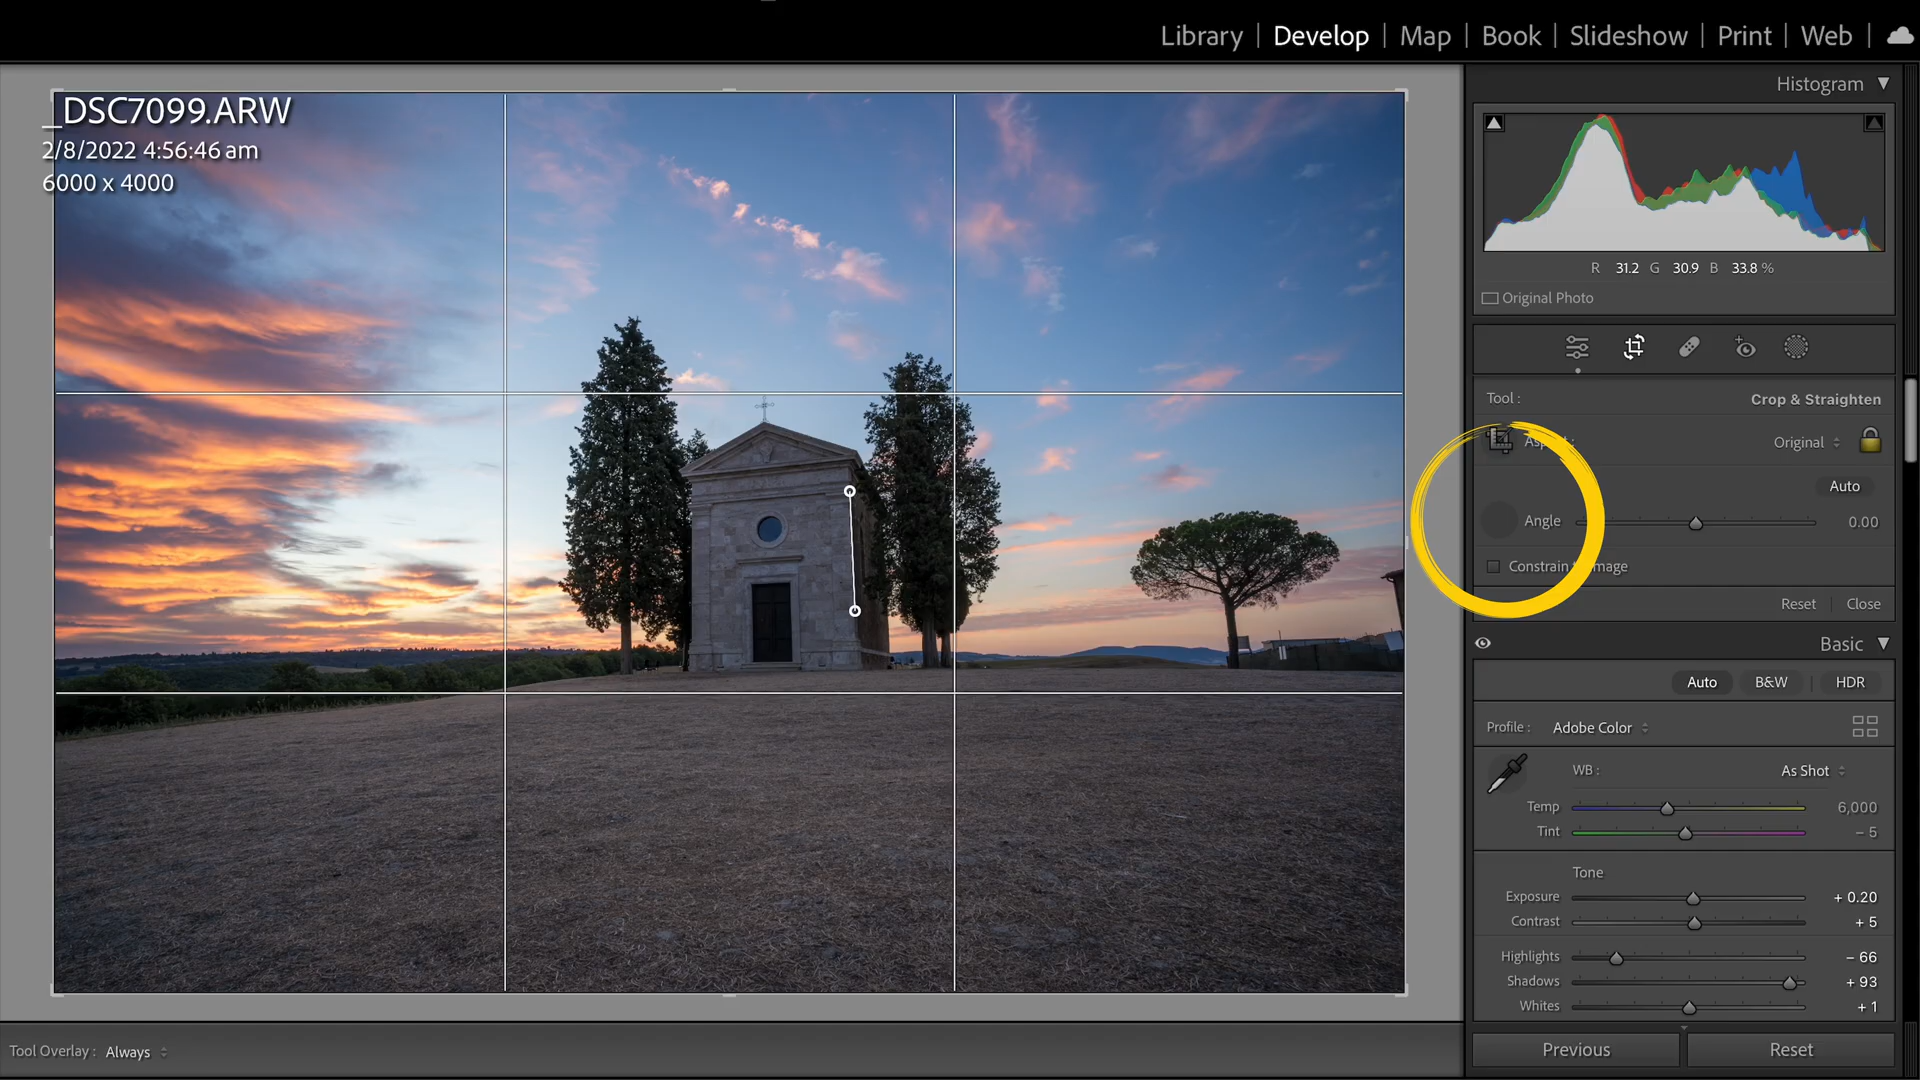 Library | Develop | Map | Book | Slideshow | Print | Web |
_DSC7099.ARW
2/8/2022 4:56:46 am
6000 x 4000
Histogram
R 31.2 G 30.9 B 33.8 %
Original Photo
Tool : Crop & Straighten
Original
Auto
Angle 0.00
Constrain
Reset Close
Basic
Auto B&W HDR
Profile : Adobe Color
WB : As Shot
Temp 6,000
Tint - 5
Tone
Exposure + 0.20
Contrast + 5
Highlights - 66
Shadows + 93
Whites + 1
Tool Overlay : Always
Previous Reset